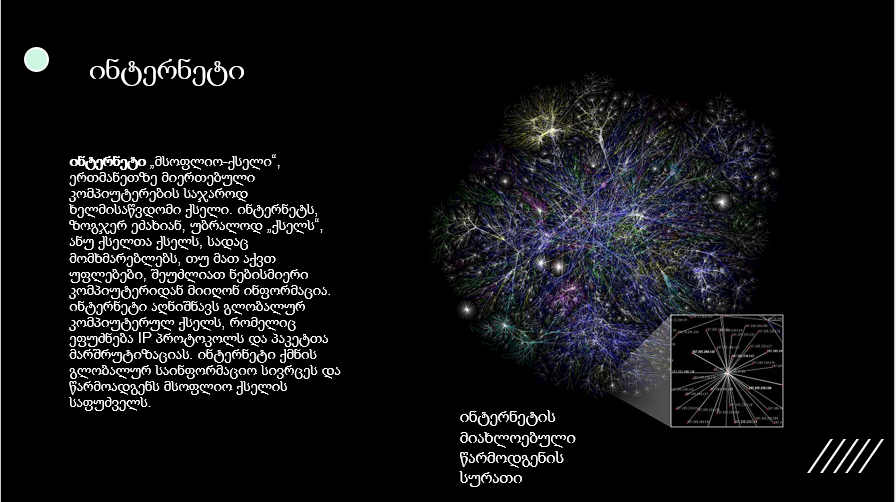 ინტერნეტი
ინტერნეტი „მსოფლიო-ქსელი“,
ერთმანეთზე მიერთებული
კომპიუტერების საჯაროდ
ხელმისაწვდომი ქსელი. ინტერნეტს,
ზოგჯერ ეძახიან, უბრალოდ „ქსელს“,
ანუ ქსელთა ქსელს, სადაც
მომხმარებლებს, თუ მათ აქვთ
უფლებები, შეუძლიათ ნებისმიერი
კომპიუტერიდან მიიღონ ინფორმაცია.
ინტერნეტი აღნიშნავს გლობალურ
კომპიუტერულ ქსელს, რომელიც
ეფუძნება IP პროტოკოლს და პაკეტთა
მარშრუტიზაციას. ინტერნეტი ქმნის
გლობალურ საინფორმაციო სივრცეს და
წარმოადგენს მსოფლიო ქსელის
საფუძველს.
ინტერნეტის
მიახლოებული
წარმოდგენის
სურათი